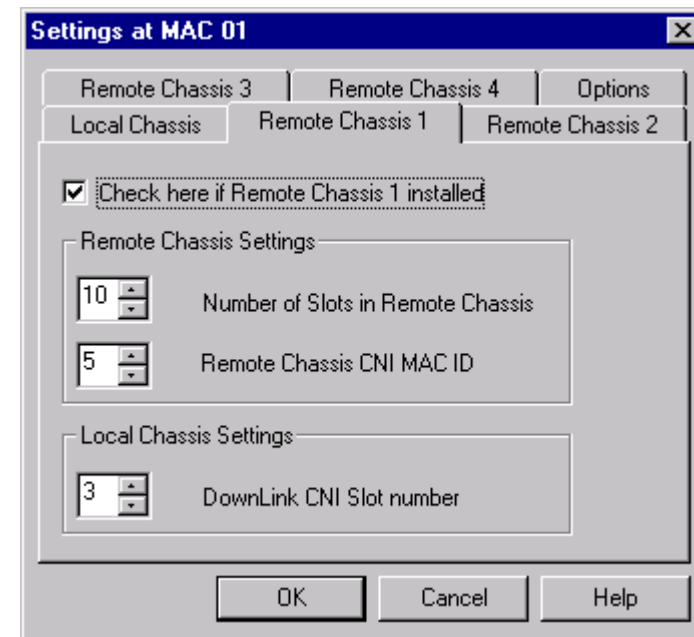 Settings at MAC 01
Remote Chassis 3 Remote Chassis 4 Options
Local Chassis Remote Chassis 1 Remote Chassis 2
Check here if Remote Chassis 1 installed
Remote Chassis Settings
10 Number of Slots in Remote Chassis
5 Remote Chassis CNI MAC ID
Local Chassis Settings
3 DownLink CNI Slot number
OK Cancel Help